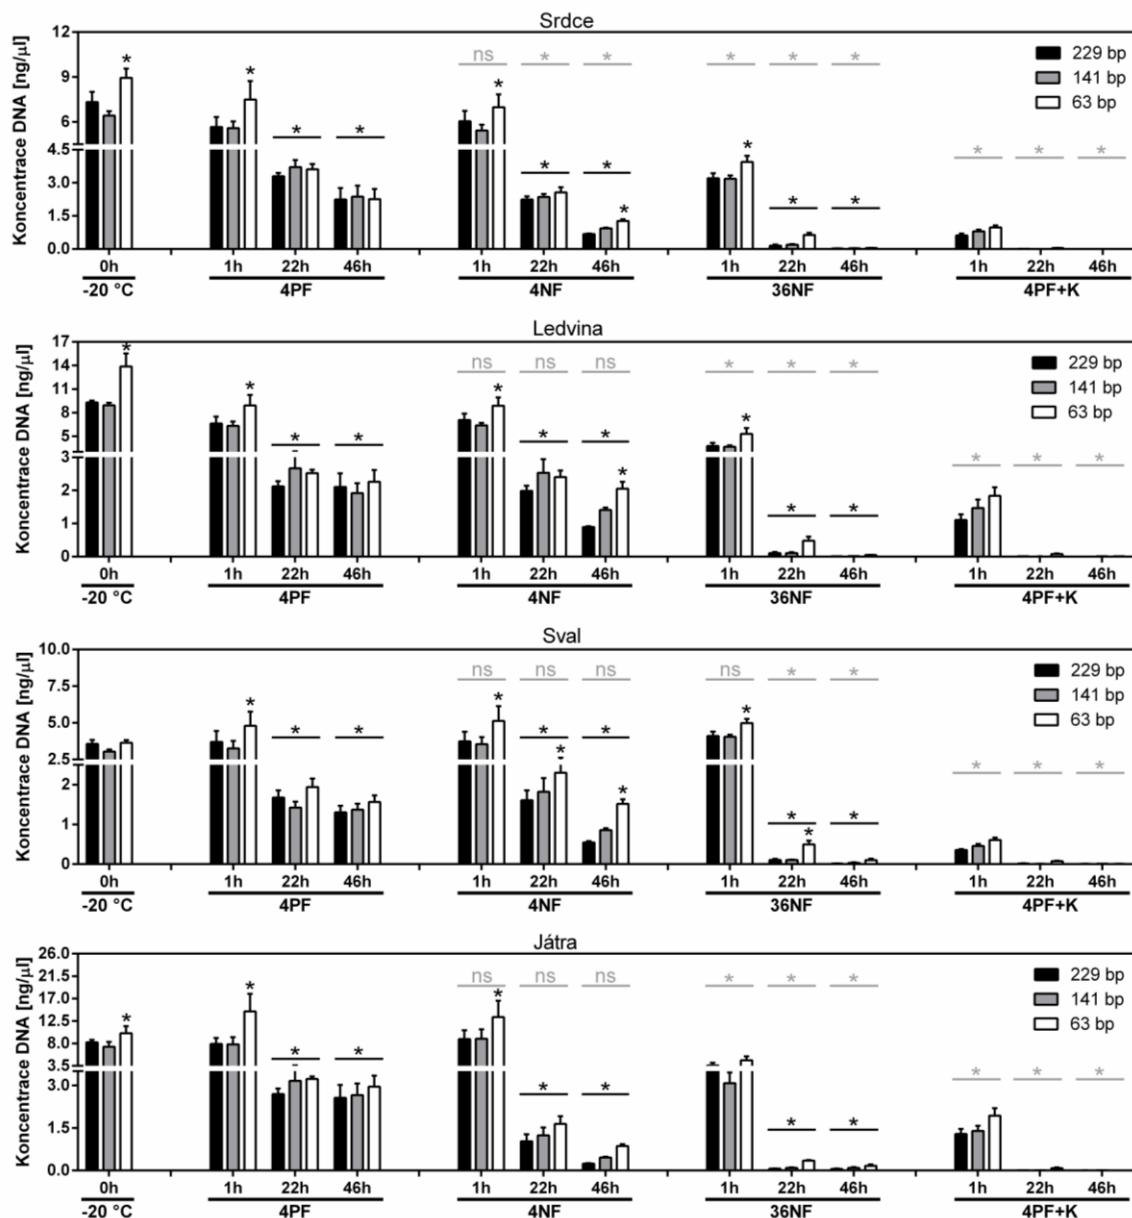 Srdce
Koncentrace DNA [ng/µl]
12
9
6
4.5
3.0
1.5
0.0
* * ns * * * * *
229 bp
141 bp
63 bp
* * * * * * * * * * * * *
0h 1h 22h 46h 1h 22h 46h 1h 22h 46h 1h 22h 46h
-20 °C 4PF 4NF 36NF 4PF+K
Ledvina
Koncentrace DNA [ng/µl]
17
14
11
8
5
3
2
1
0
* ns ns ns * * *
229 bp
141 bp
63 bp
* * * * * * * * * * * * *
0h 1h 22h 46h 1h 22h 46h 1h 22h 46h 1h 22h 46h
-20 °C 4PF 4NF 36NF 4PF+K
Sval
Koncentrace DNA [ng/µl]
10.0
7.5
5.0
2.5
2
1
0
ns ns ns ns * *
229 bp
141 bp
63 bp
* * * * * * * * * * * * * * *
0h 1h 22h 46h 1h 22h 46h 1h 22h 46h 1h 22h 46h
-20 °C 4PF 4NF 36NF 4PF+K
Játra
Koncentrace DNA [ng/µl]
26.0
21.5
17.0
12.5
8.0
3.5
3.0
1.5
0.0
ns ns ns * * *
229 bp
141 bp
63 bp
* * * * * * * * * * * *
0h 1h 22h 46h 1h 22h 46h 1h 22h 46h 1h 22h 46h
-20 °C 4PF 4NF 36NF 4PF+K